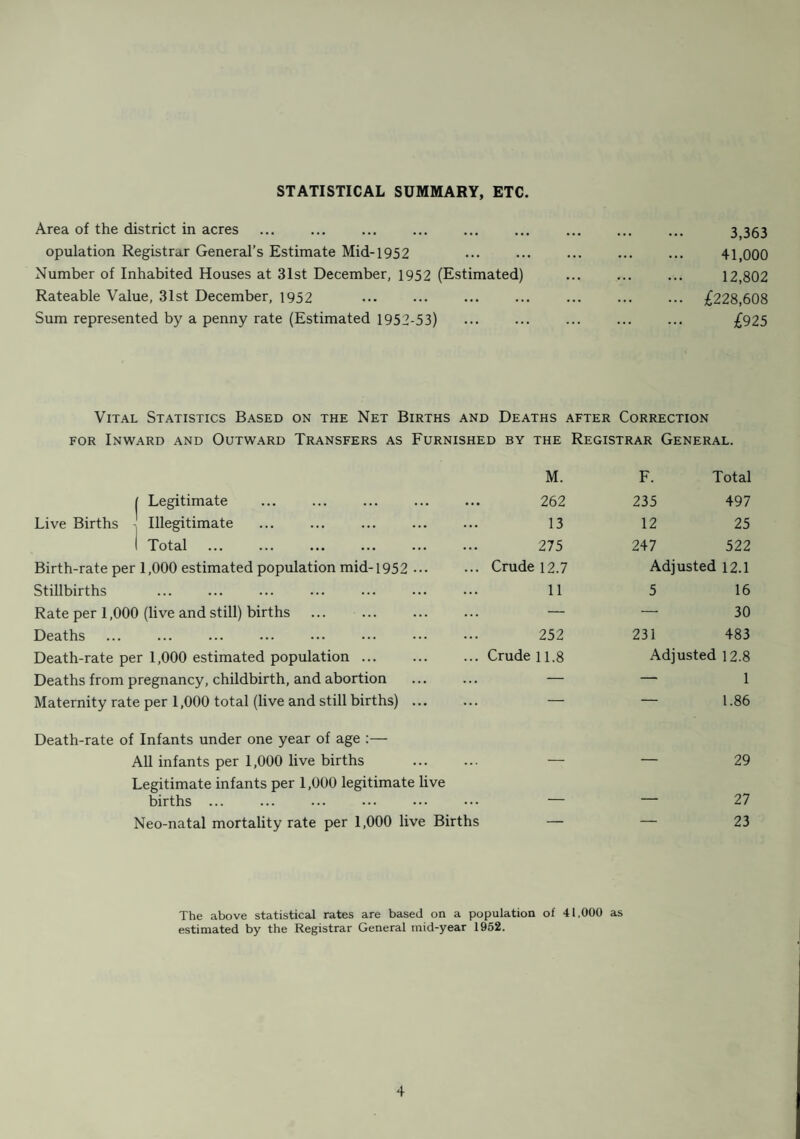 STATISTICAL SUMMARY, ETC.
Area of the district in acres ... ... ... ... ... ... ... ... ... 3,363
opulation Registrar General's Estimate Mid-1952 ... ... ... ... ... 41,000
Number of Inhabited Houses at 31st December, 1952 (Estimated) ... ... ... 12,802
Rateable Value, 31st December, 1952 ... ... ... ... ... ... ... £228,608
Sum represented by a penny rate (Estimated 1952-53) ... ... ... ... ... £925
VITAL STATISTICS BASED ON THE NET BIRTHS AND DEATHS AFTER CORRECTION
FOR INWARD AND OUTWARD TRANSFERS AS FURNISHED BY THE REGISTRAR GENERAL.
M. F. Total
Legitimate ... ... ... ... ... 262 235 497
Live Births Illegitimate ... ... ... ... ... 13 12 25
Total ... ... ... ... ... ... 275 247 522
Birth-rate per 1,000 estimated population mid-1952 ... ... Crude 12.7 Adjusted 12.1
Stillbirths ... ... ... ... ... ... ... 11 5 16
Rate per 1,000 (live and still) births ... ... ... ... — — 30
Deaths ... ... ... ... ... ... ... ... 252 231 483
Death-rate per 1,000 estimated population ... ... ... Crude 11.8 Adjusted 12.8
Deaths from pregnancy, childbirth, and abortion ... ... — — 1
Maternity rate per 1,000 total (live and still births) ... ... — — 1.86
Death-rate of Infants under one year of age :—
All infants per 1,000 live births ... ... — — 29
Legitimate infants per 1,000 legitimate live
births ... ... ... ... ... ... — — 27
Neo-natal mortality rate per 1,000 live Births — — 23
The above statistical rates are based on a population of 41,000 as
estimated by the Registrar General mid-year 1952.
4